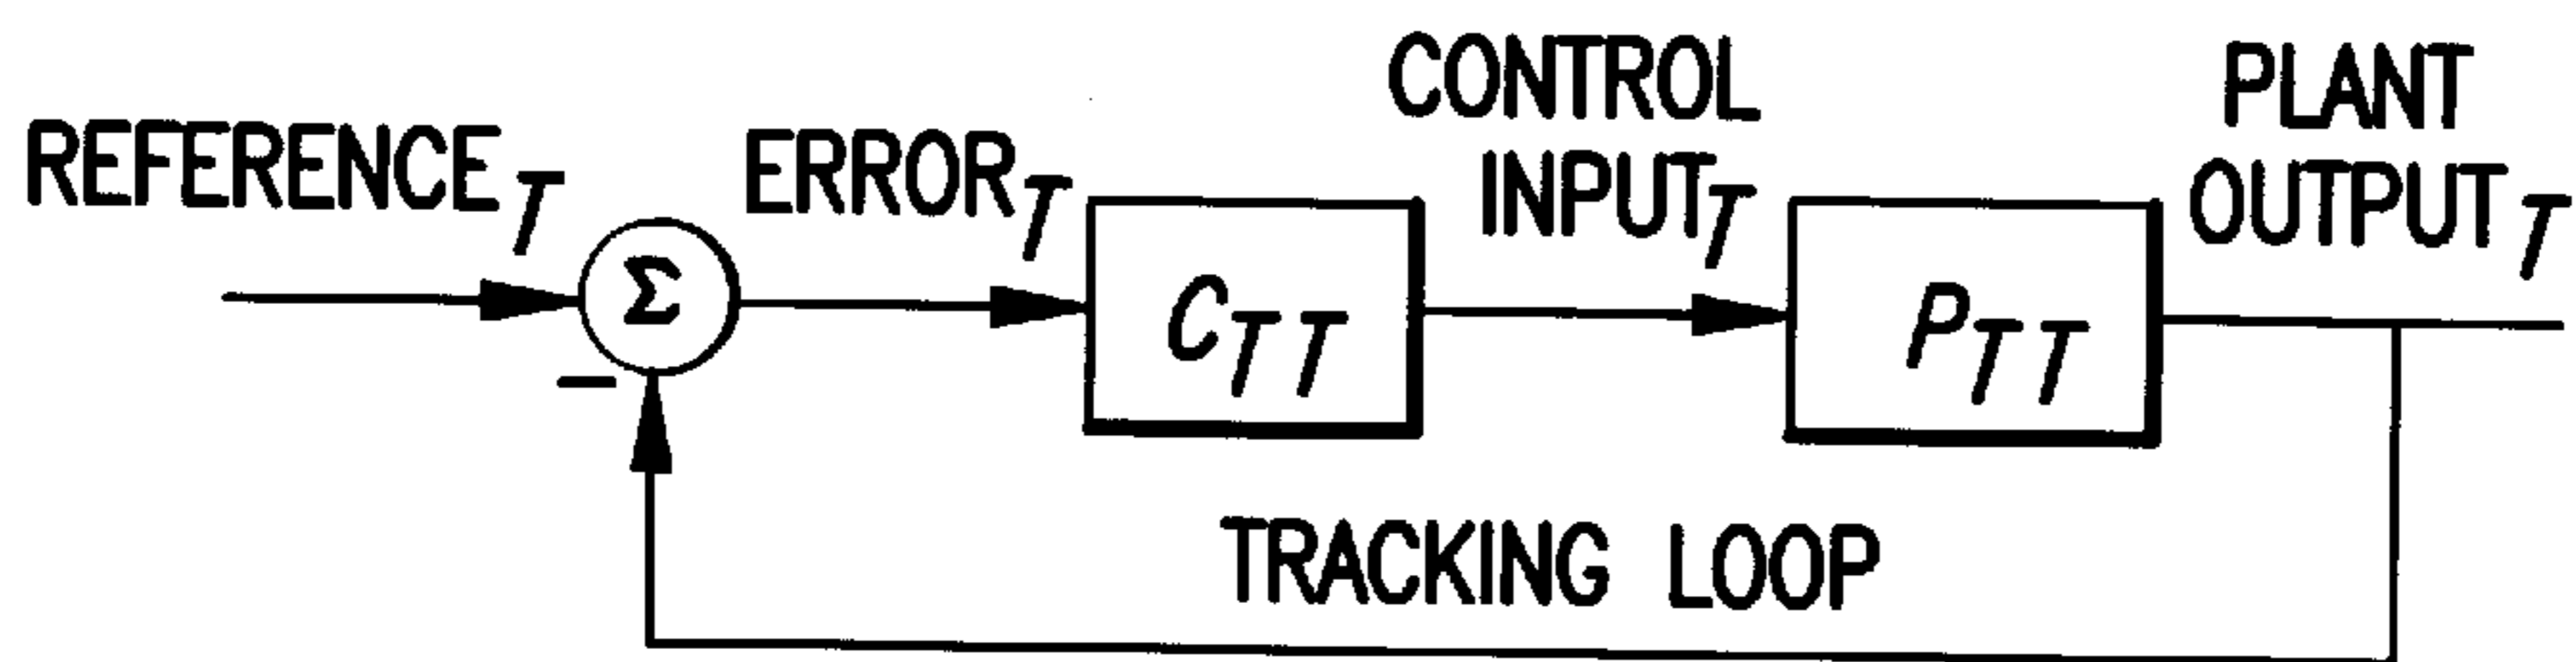 REFERENCE_T
ERROR_T
CONTROL
INPUT_T
PLANT
OUTPUT_T
Σ
−
C_TT
P_TT
TRACKING LOOP